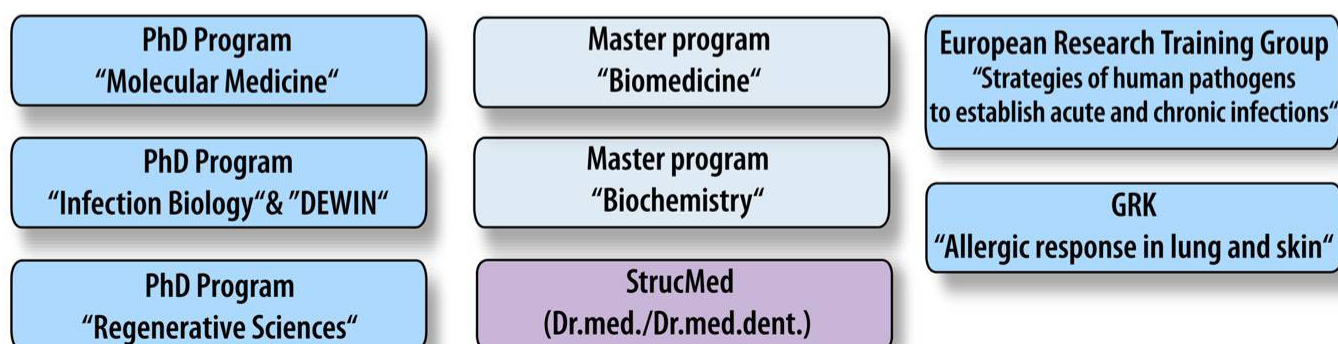 PhD Program
“Molecular Medicine“
PhD Program
“Infection Biology“& ”DEWIN“
PhD Program
“Regenerative Sciences“
Master program
“Biomedicine“
Master program
“Biochemistry“
StrucMed
(Dr.med./Dr.med.dent.)
European Research Training Group
“Strategies of human pathogens
to establish acute and chronic infections“
GRK
“Allergic response in lung and skin“